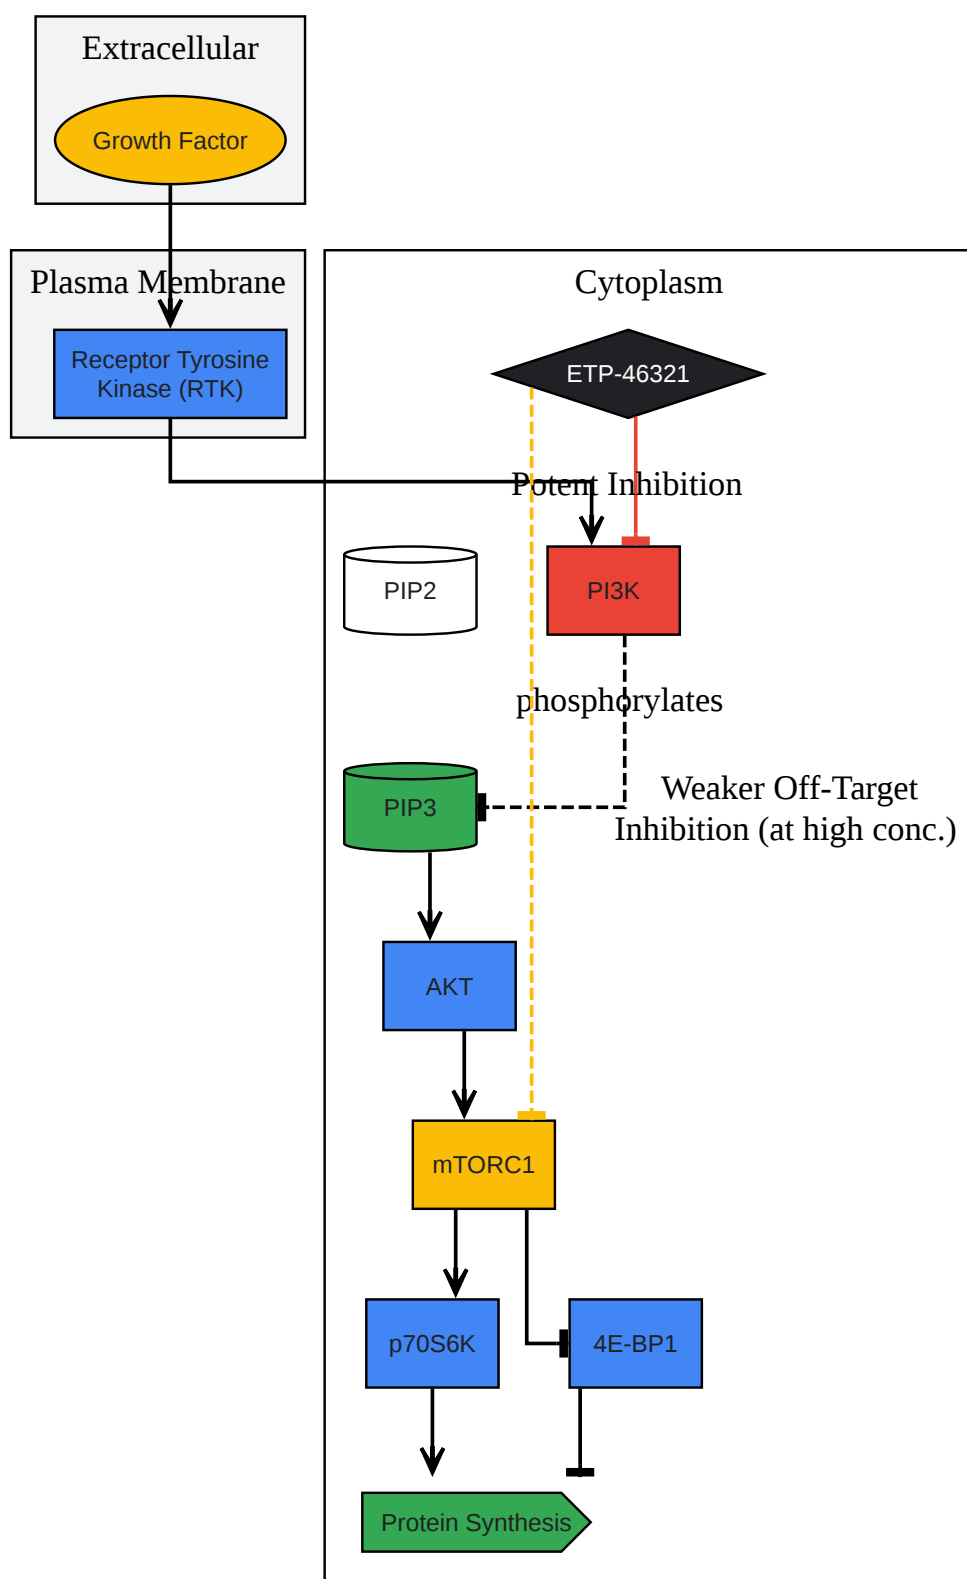 Extracellular
Growth Factor
Plasma Membrane
Cytoplasm
Receptor Tyrosine
Kinase (RTK)
ETP-46321
Potent Inhibition
PIP2
PI3K
phosphorylates
PIP3
Weaker Off-Target
Inhibition (at high conc.)
AKT
mTORC1
p70S6K
4E-BP1
Protein Synthesis